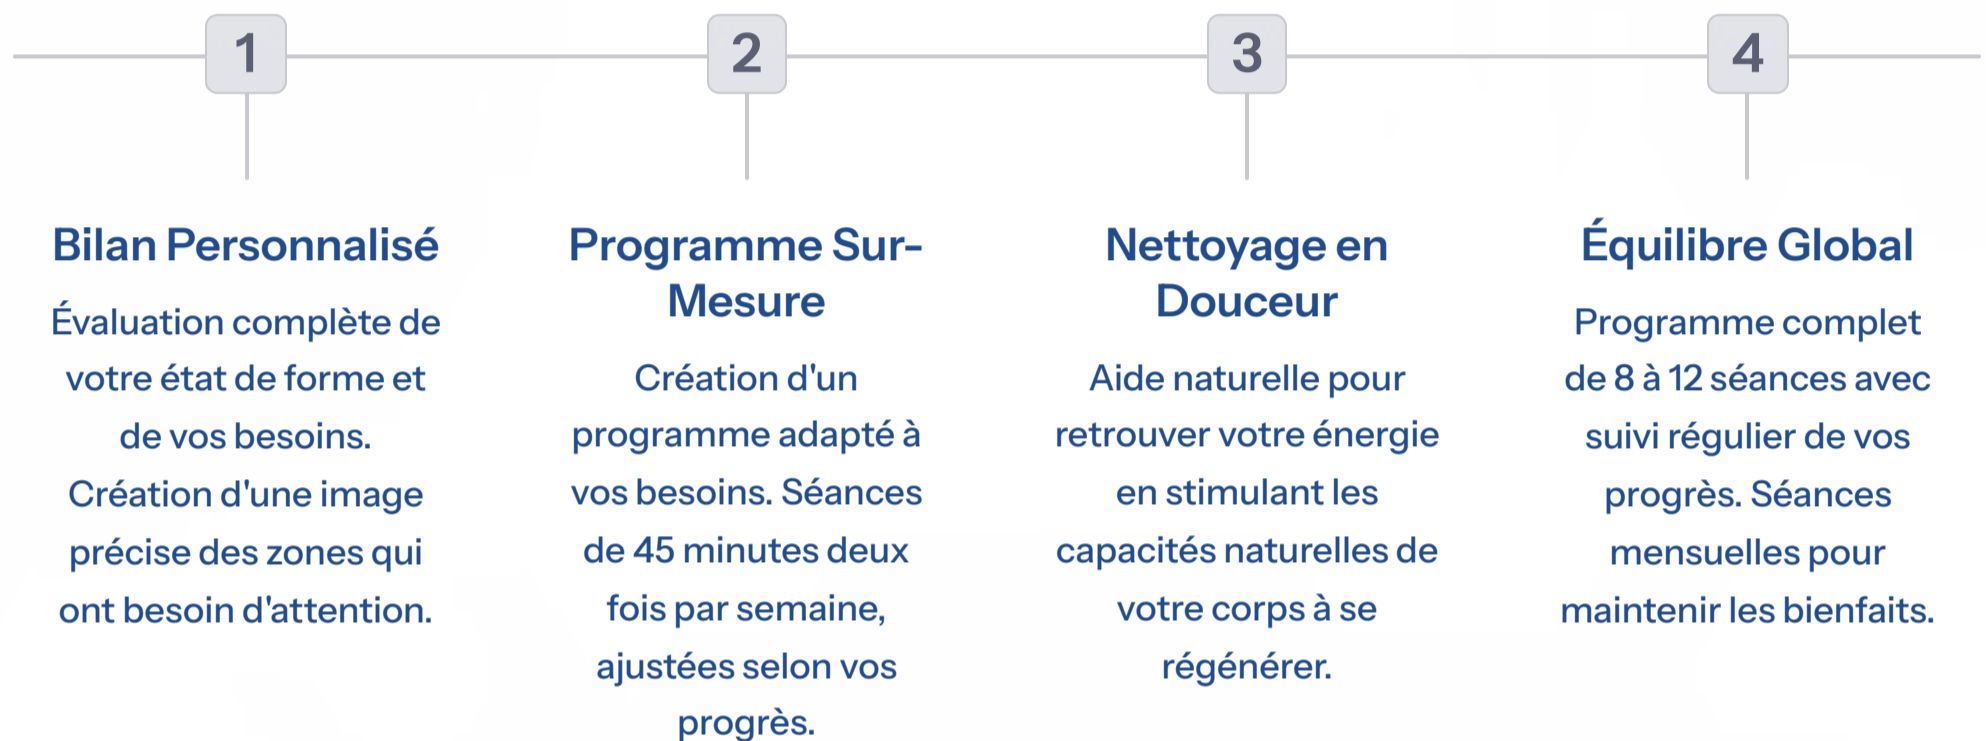 1
Bilan Personnalisé
Évaluation complète de
votre état de forme et
de vos besoins.
Création d'une image
précise des zones qui
ont besoin d'attention.
2
Programme Sur-
Mesure
Création d'un
programme adapté à
vos besoins. Séances
de 45 minutes deux
fois par semaine,
ajustées selon vos
progrès.
3
Nettoyage en
Douceur
Aide naturelle pour
retrouver votre énergie
en stimulant les
capacités naturelles de
votre corps à se
régénérer.
4
Équilibre Global
Programme complet
de 8 à 12 séances avec
suivi régulier de vos
progrès. Séances
mensuelles pour
maintenir les bienfaits.